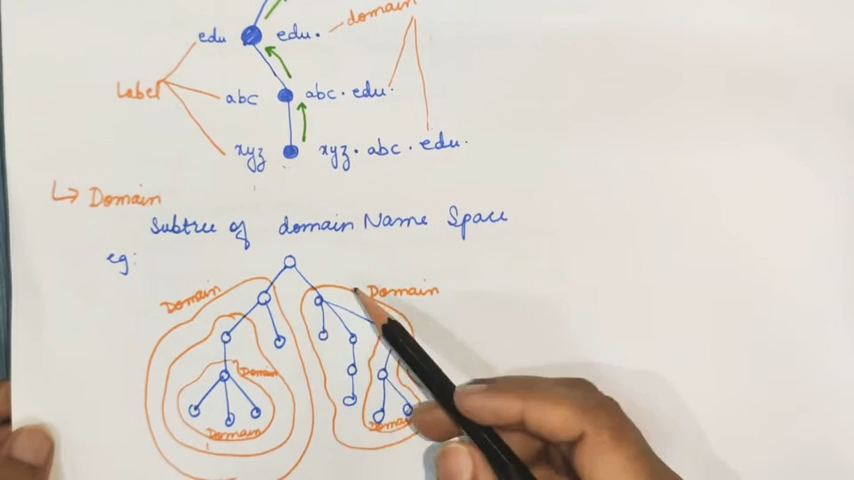 domain
edu edu.
Label
abc abc.edu.
xyz xyz.abc.edu.
↳ Domain
Subtree of domain Name Space
eg:
Domain Domain
Domain
Domain Domain